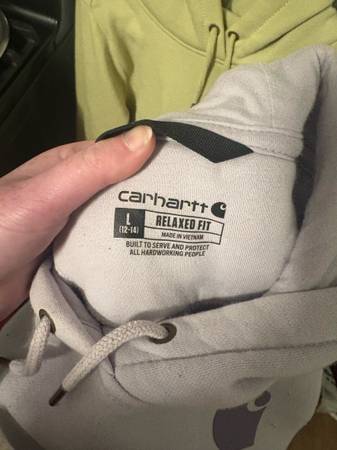 carhartt
L
(12-14)
RELAXED FIT
MADE IN VIETNAM
BUILT TO SERVE AND PROTECT
ALL HARDWORKING PEOPLE